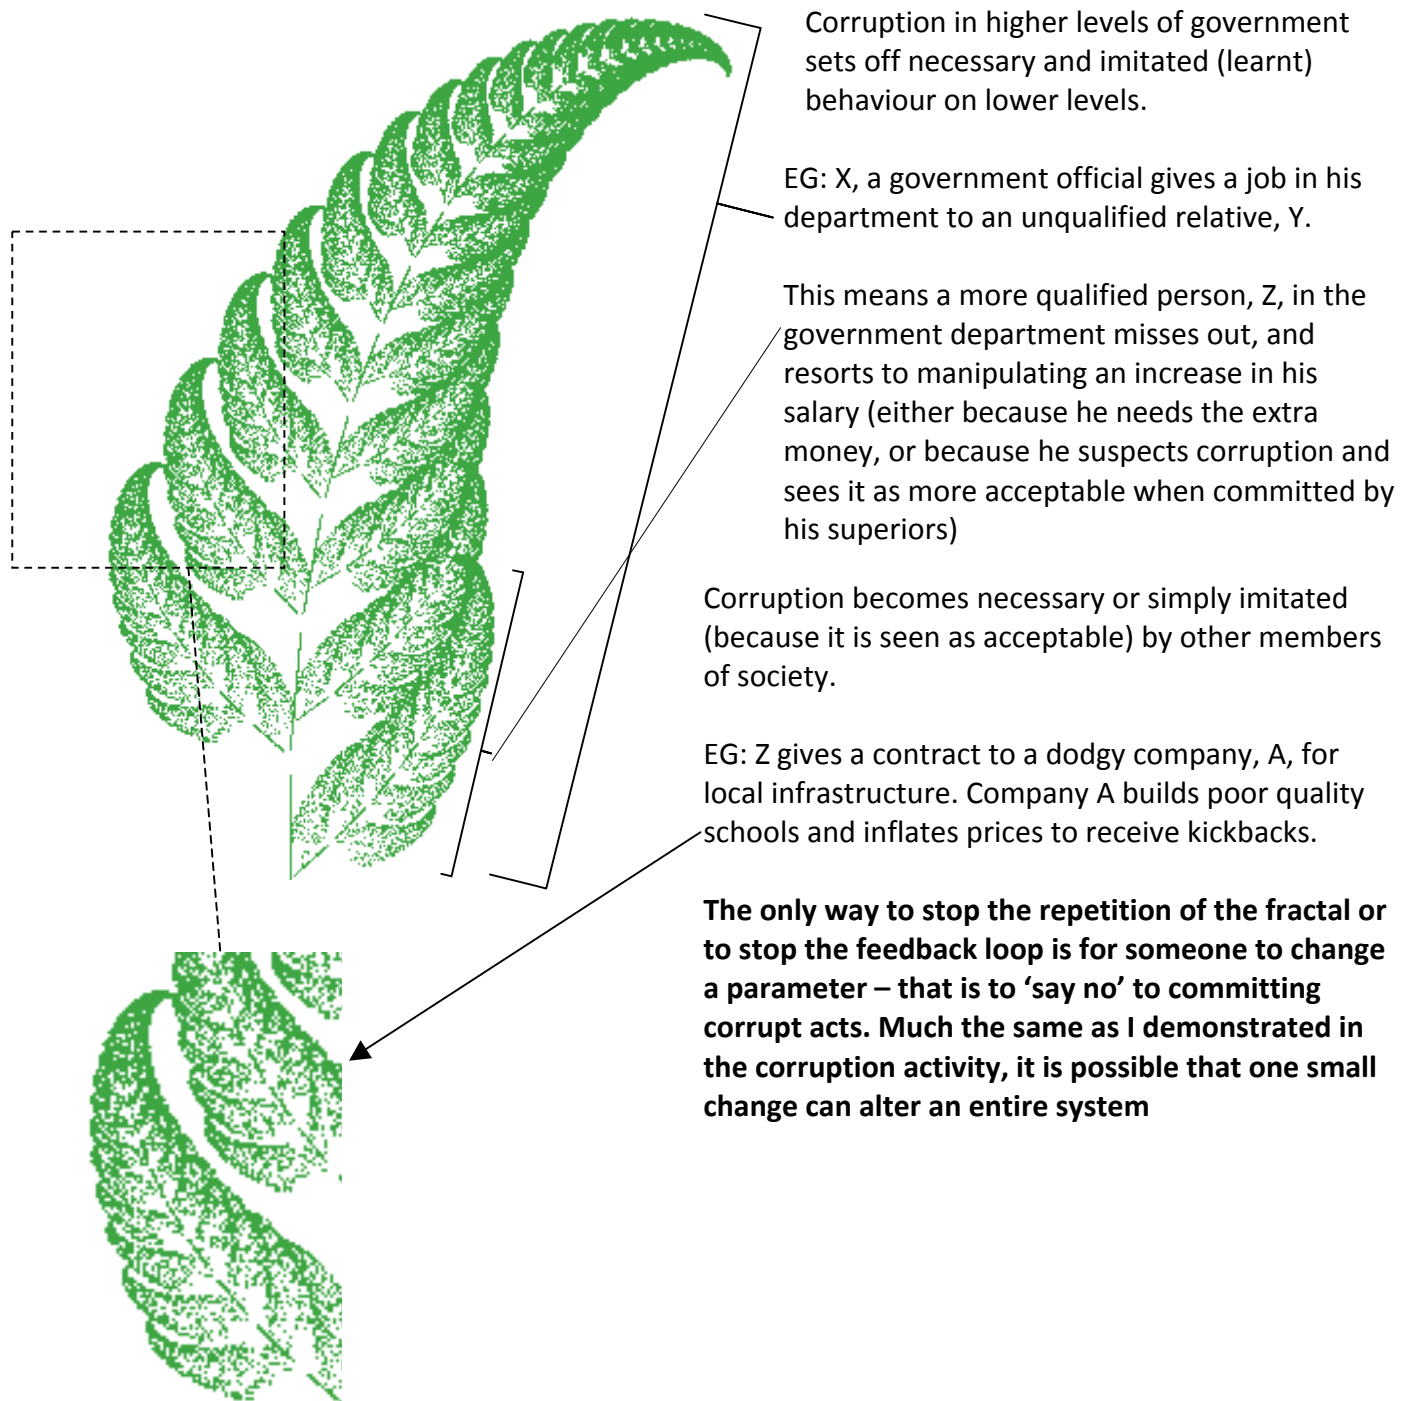 Corruption in higher levels of government
sets off necessary and imitated (learnt)
behaviour on lower levels.
EG: X, a government official gives a job in his
department to an unqualified relative, Y.
This means a more qualified person, Z, in the
government department misses out, and
resorts to manipulating an increase in his
salary (either because he needs the extra
money, or because he suspects corruption and
sees it as more acceptable when committed by
his superiors)
Corruption becomes necessary or simply imitated
(because it is seen as acceptable) by other members
of society.
EG: Z gives a contract to a dodgy company, A, for
local infrastructure. Company A builds poor quality
schools and inflates prices to receive kickbacks.
The only way to stop the repetition of the fractal or
to stop the feedback loop is for someone to change
a parameter – that is to ‘say no’ to committing
corrupt acts. Much the same as I demonstrated in
the corruption activity, it is possible that one small
change can alter an entire system